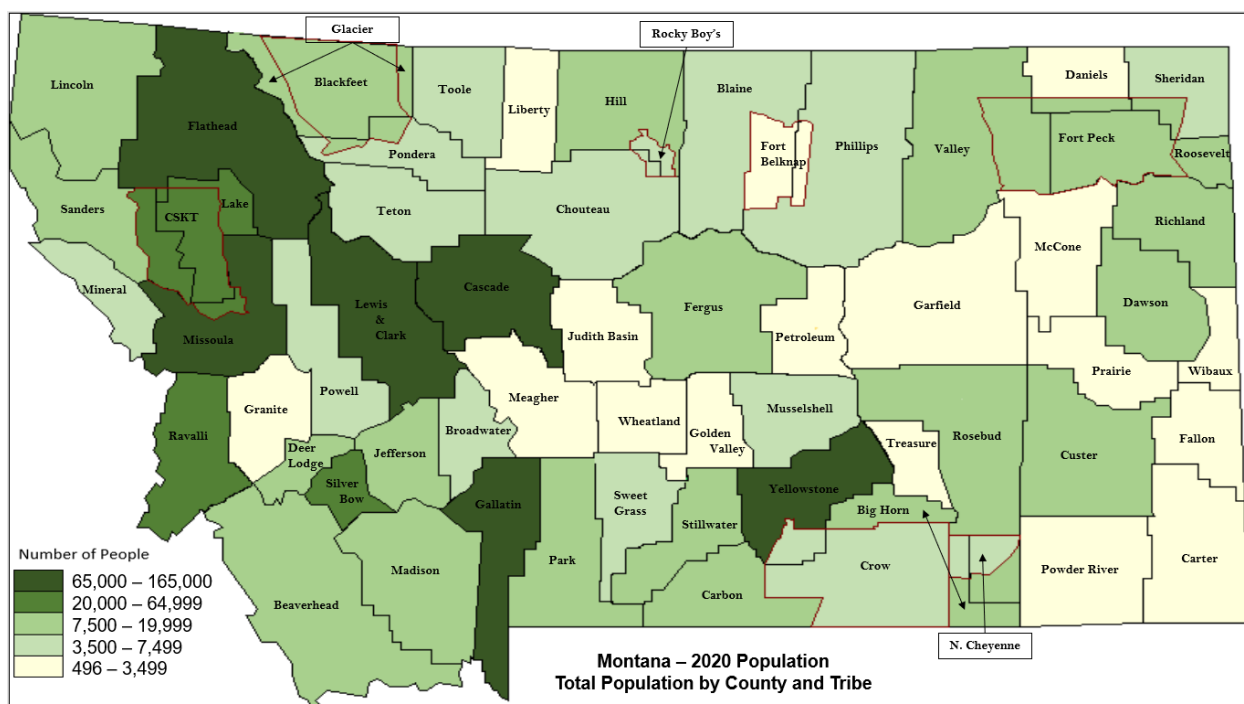 Glacier
Rocky Boy's
Lincoln
Flathead
Blackfeet
Toole
Liberty
Hill
Blaine
Phillips
Valley
Daniels
Sheridan
Fort Peck
Roosevelt
Pondera
Fort
Belknap
Sanders
CSKT
Lake
Teton
Chouteau
McCone
Richland
Mineral
Missoula
Lewis
&
Clark
Cascade
Judith Basin
Fergus
Petroleum
Garfield
Dawson
Prairie
Wibaux
Powell
Granite
Ravalli
Meagher
Broadwater
Wheatland
Golden
Valley
Musselshell
Treasure
Rosebud
Custer
Fallon
Deer
Lodge
Jefferson
Silver
Bow
Gallatin
Sweet
Grass
Stillwater
Yellowstone
Big Horn
Park
Madison
Beaverhead
Carbon
Crow
Powder River
Carter
N. Cheyenne
Number of People
65,000 – 165,000
20,000 – 64,999
7,500 – 19,999
3,500 – 7,499
496 – 3,499
Montana – 2020 Population
Total Population by County and Tribe